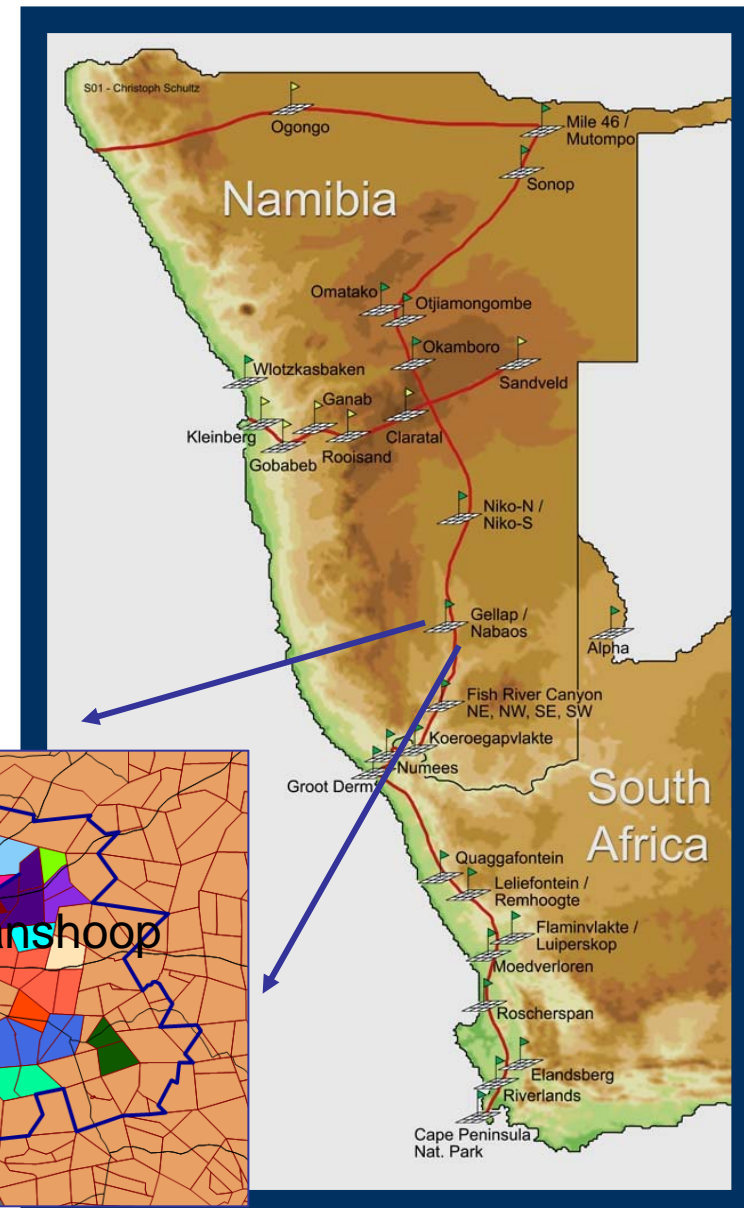 S01 - Christoph Schultz
Ogongo
Mile 46 /
Mutompo
Sonop
Namibia
Omatako
Otjiamongombe
Okamboro
Wlotzkasbaken
Sandveld
Ganab
Kleinberg
Claratal
Rooisand
Gobabeb
Niko-N /
Niko-S
Gellap /
Nabaos
Alpha
Fish River Canyon
NE, NW, SE, SW
Koeroegapvlakte
Numees
Groot Derm
South
Africa
Quaggafontein
Leliefontein /
Remhoogte
anshoop
Flaminvlakte /
Luiperskop
Moedverloren
Roscherspan
Elandsberg
Riverlands
Cape Peninsula
Nat. Park